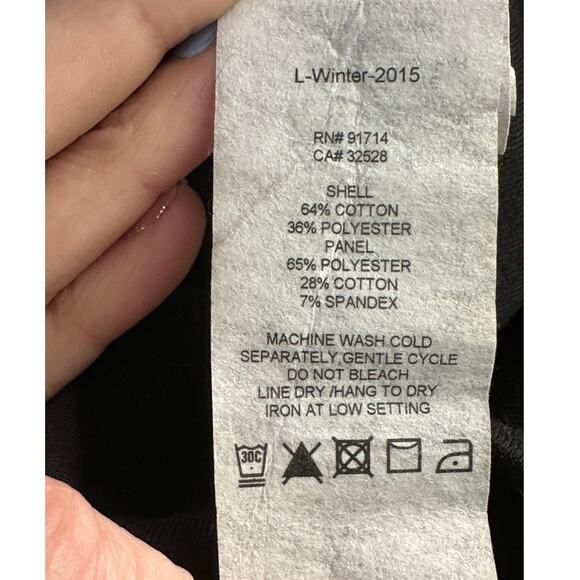 L-Winter-2015
RN# 91714
CA# 32528
SHELL
64% COTTON
36% POLYESTER
PANEL
65% POLYESTER
28% COTTON
7% SPANDEX
MACHINE WASH COLD
SEPARATELY,GENTLE CYCLE
DO NOT BLEACH
LINE DRY /HANG TO DRY
IRON AT LOW SETTING
30C